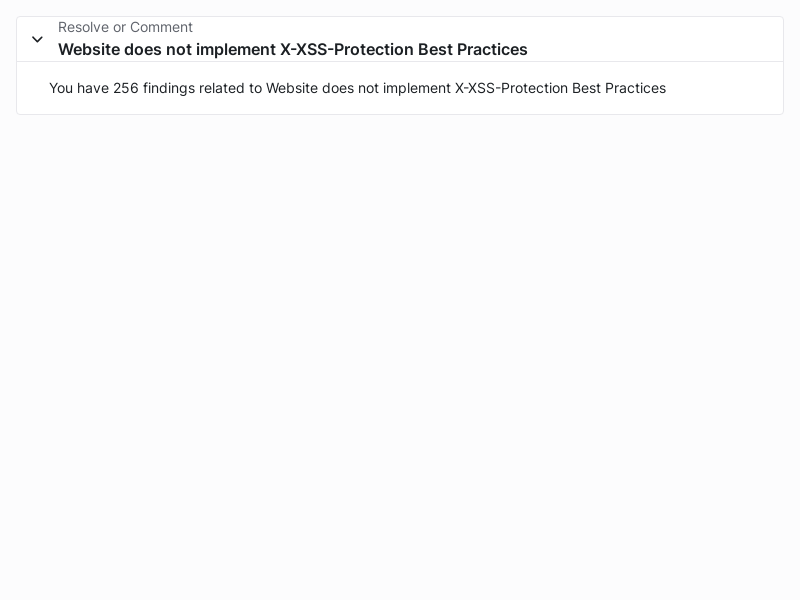 Resolve or Comment
Website does not implement X-XSS-Protection Best Practices
You have 256 findings related to Website does not implement X-XSS-Protection Best Practices